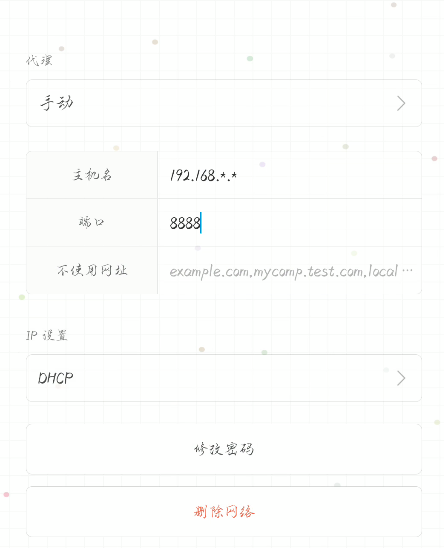 代理
手动
主机名 192.168.*.*
端口 8888
不使用网址 example.com,mycomp.test.com,local …
IP 设置
DHCP
修改密码
删除网络